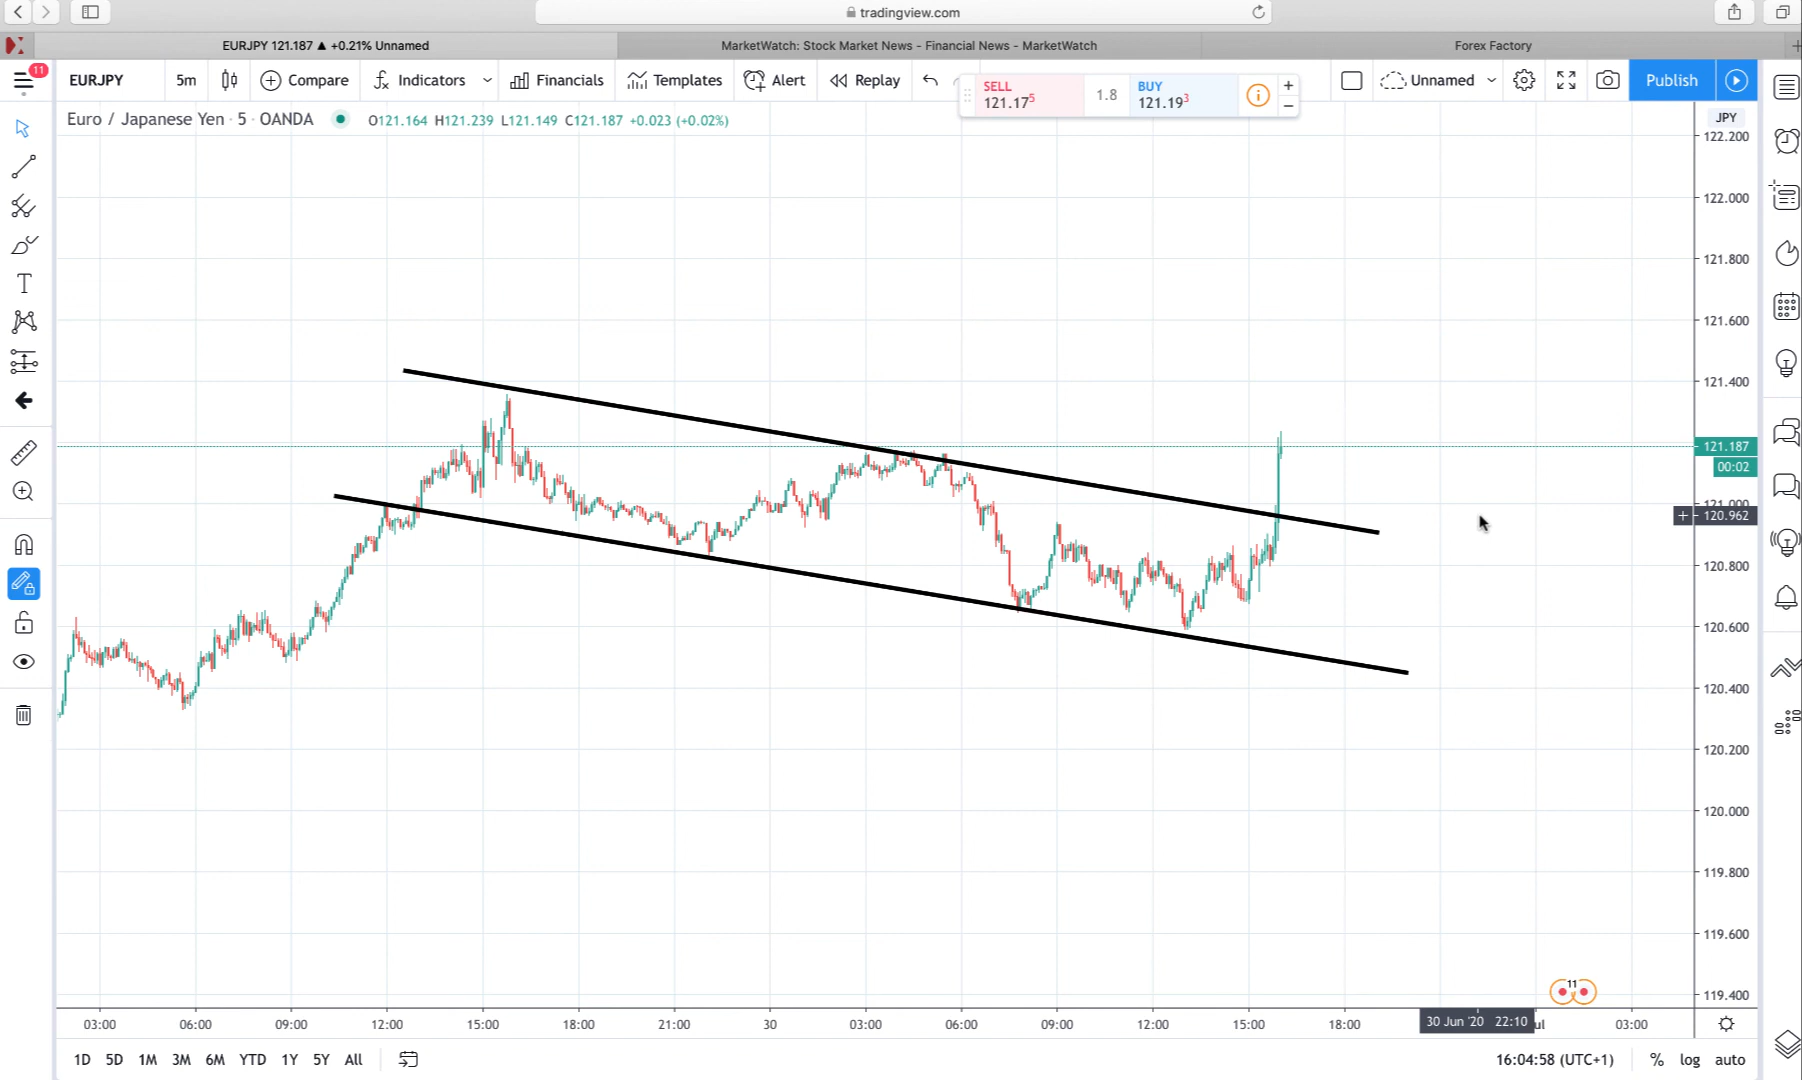 tradingview.com
EURJPY 121.187 ▲ +0.21% Unnamed
MarketWatch: Stock Market News - Financial News - MarketWatch
Forex Factory
11
EURJPY
5m
Compare
Indicators
Financials
Templates
Alert
Replay
SELL
121.175
1.8
BUY
121.193
Unnamed
Publish
Euro / Japanese Yen · 5 · OANDA
O121.164 H121.239 L121.149 C121.187 +0.023 (+0.02%)
JPY
122.200
122.000
121.800
121.600
121.400
121.187
00:02
121.000
120.962
120.800
120.600
120.400
120.200
120.000
119.800
119.600
119.400
11
03:00
06:00
09:00
12:00
15:00
18:00
21:00
30
03:00
06:00
09:00
12:00
15:00
18:00
30 Jun '20 22:10
ul
03:00
1D 5D 1M 3M 6M YTD 1Y 5Y All
16:04:58 (UTC+1)
% log auto